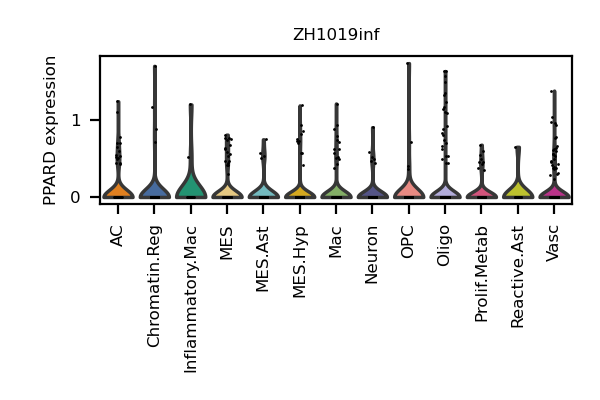 ZH1019inf
PPARD expression
1
0
AC
Chromatin.Reg
Inflammatory.Mac
MES
MES.Ast
MES.Hyp
Mac
Neuron
OPC
Oligo
Prolif.Metab
Reactive.Ast
Vasc